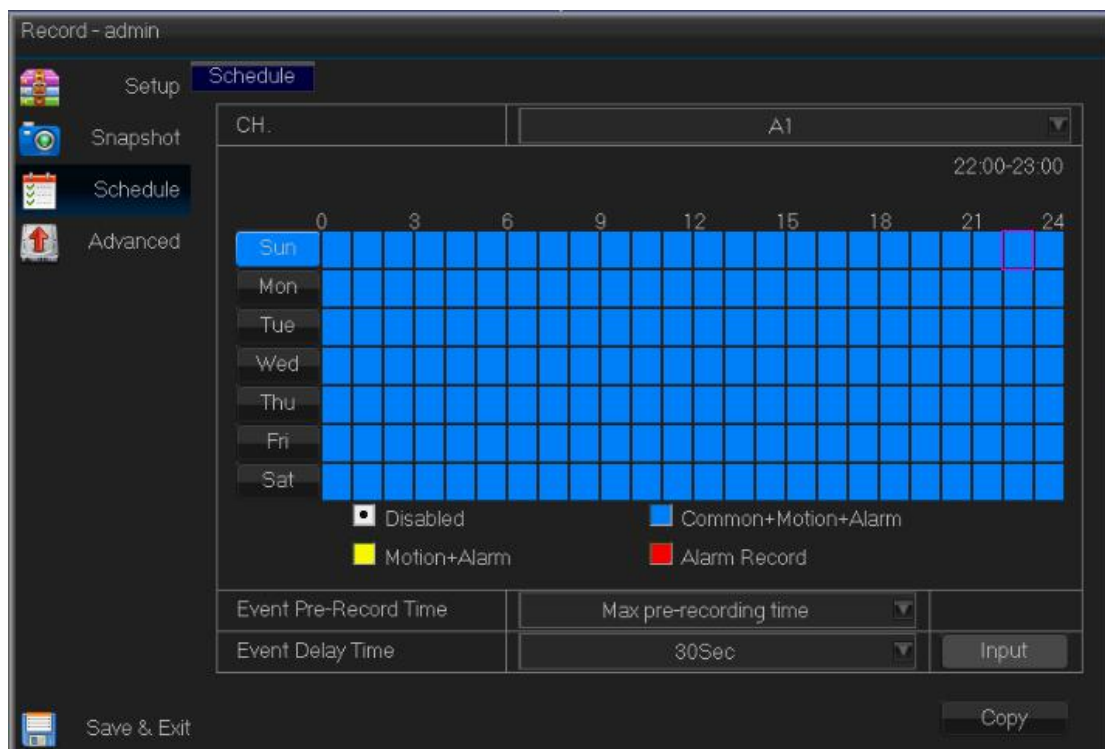 Record - admin
Setup
Schedule
Snapshot
CH.
A1
22:00-23:00
Schedule
0 3 6 9 12 15 18 21 24
Advanced
Sun
Mon
Tue
Wed
Thu
Fri
Sat
Disabled
Common+Motion+Alarm
Motion+Alarm
Alarm Record
Event Pre-Record Time
Max pre-recording time
Event Delay Time
30Sec
Input
Save & Exit
Copy